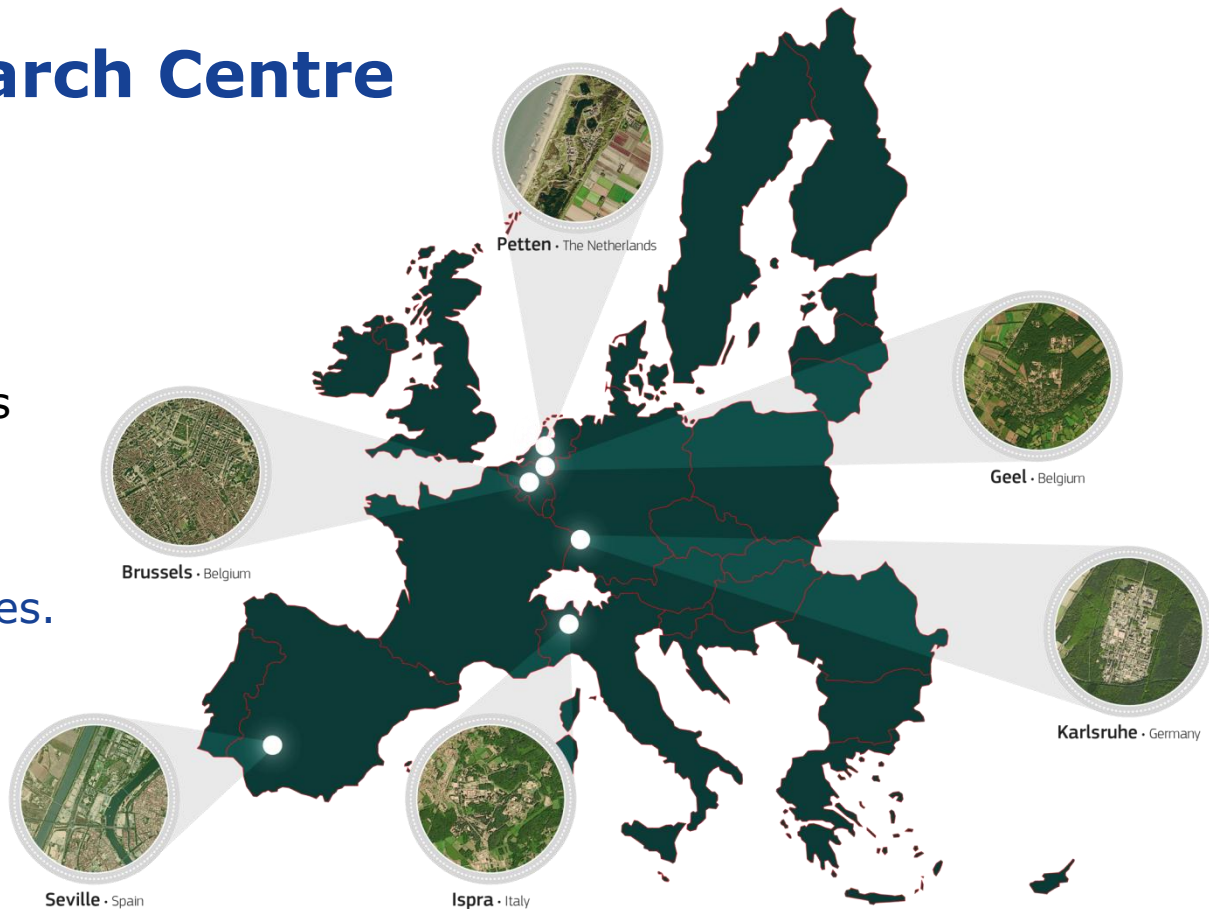 arch Centre
Petten · The Netherlands
s
Geel · Belgium
Brussels · Belgium
es.
Karlsruhe · Germany
Seville · Spain
Ispra · Italy